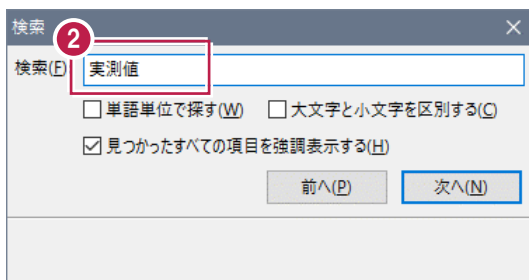 検索
2
検索(F) 実測値
単語単位で探す(W) 大文字と小文字を区別する(C)
見つかったすべての項目を強調表示する(H)
前へ(P) 次へ(N)